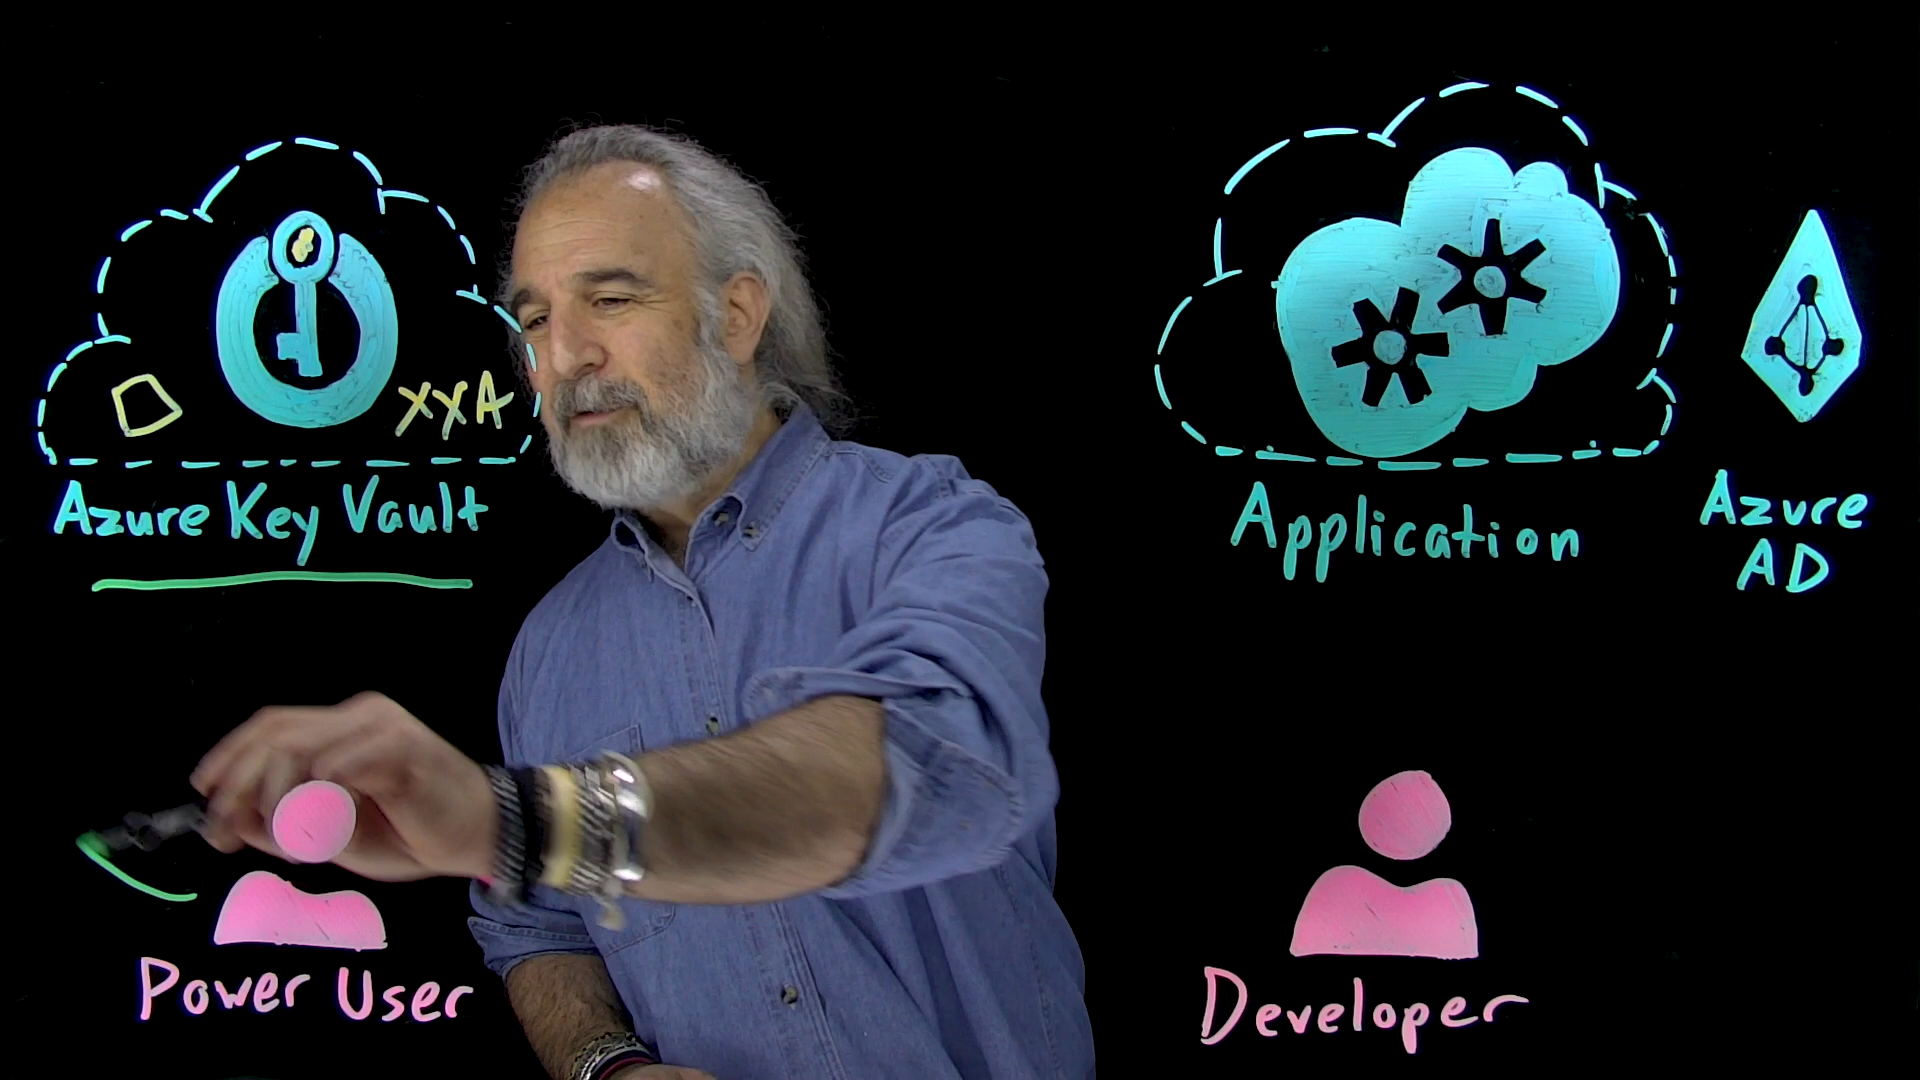 XXA
Azure Key Vault
Application
Azure
AD
Power User
Developer